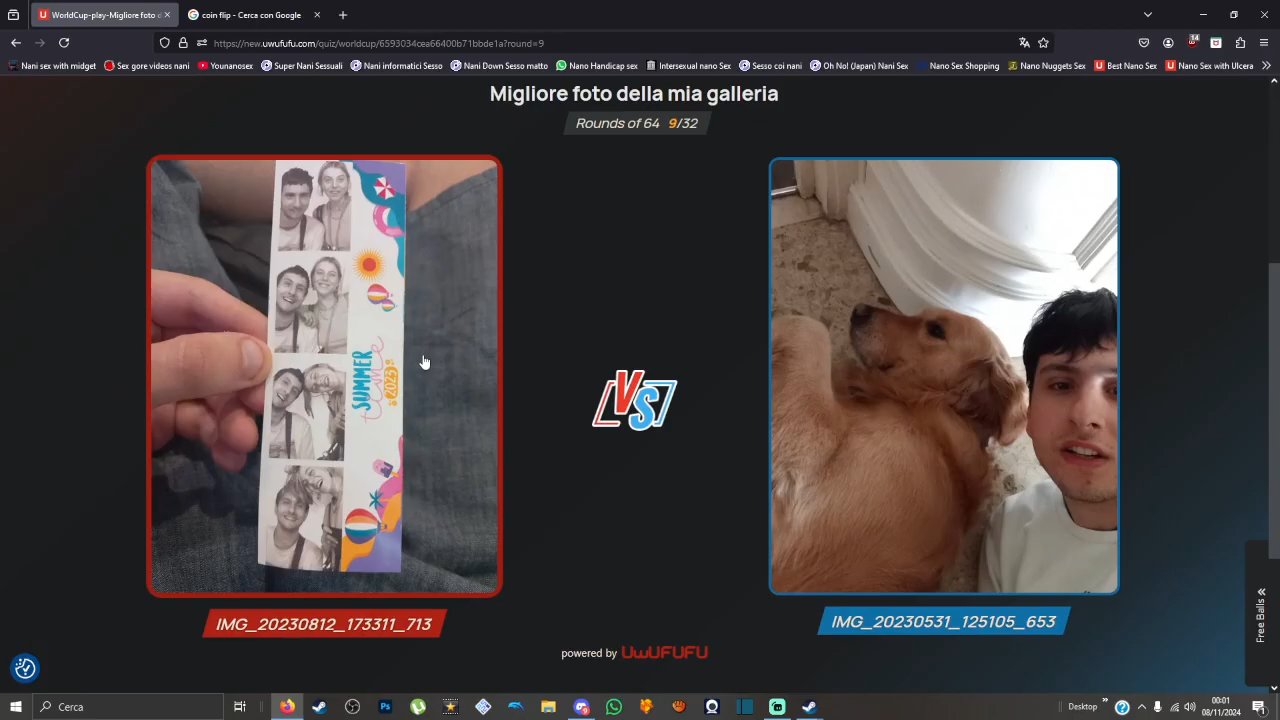 WorldCup-play-Migliore foto d
coin flip - Cerca con Google
https://new.uwufufu.com/quiz/worldcup/6593034cea66400b71bbde1a?round=9
14
Nani sex with midget
Sex gore videos nani
Younanosex
Super Nani Sessuali
Nani informatici Sesso
Nani Down Sesso matto
Nano Handicap sex
Intersexual nano Sex
Sesso coi nani
Oh No! (Japan) Nani Sex
Nano Sex Shopping
Nano Nuggets Sex
Best Nano Sex
Nano Sex with Ulcera
Migliore foto della mia galleria
Rounds of 64 9/32
SUMMER
time
2023
VS
IMG_20230812_173311_713
IMG_20230531_125105_653
Free Balls
powered by UwUFUFU
Cerca
Desktop
00:01
08/11/2024